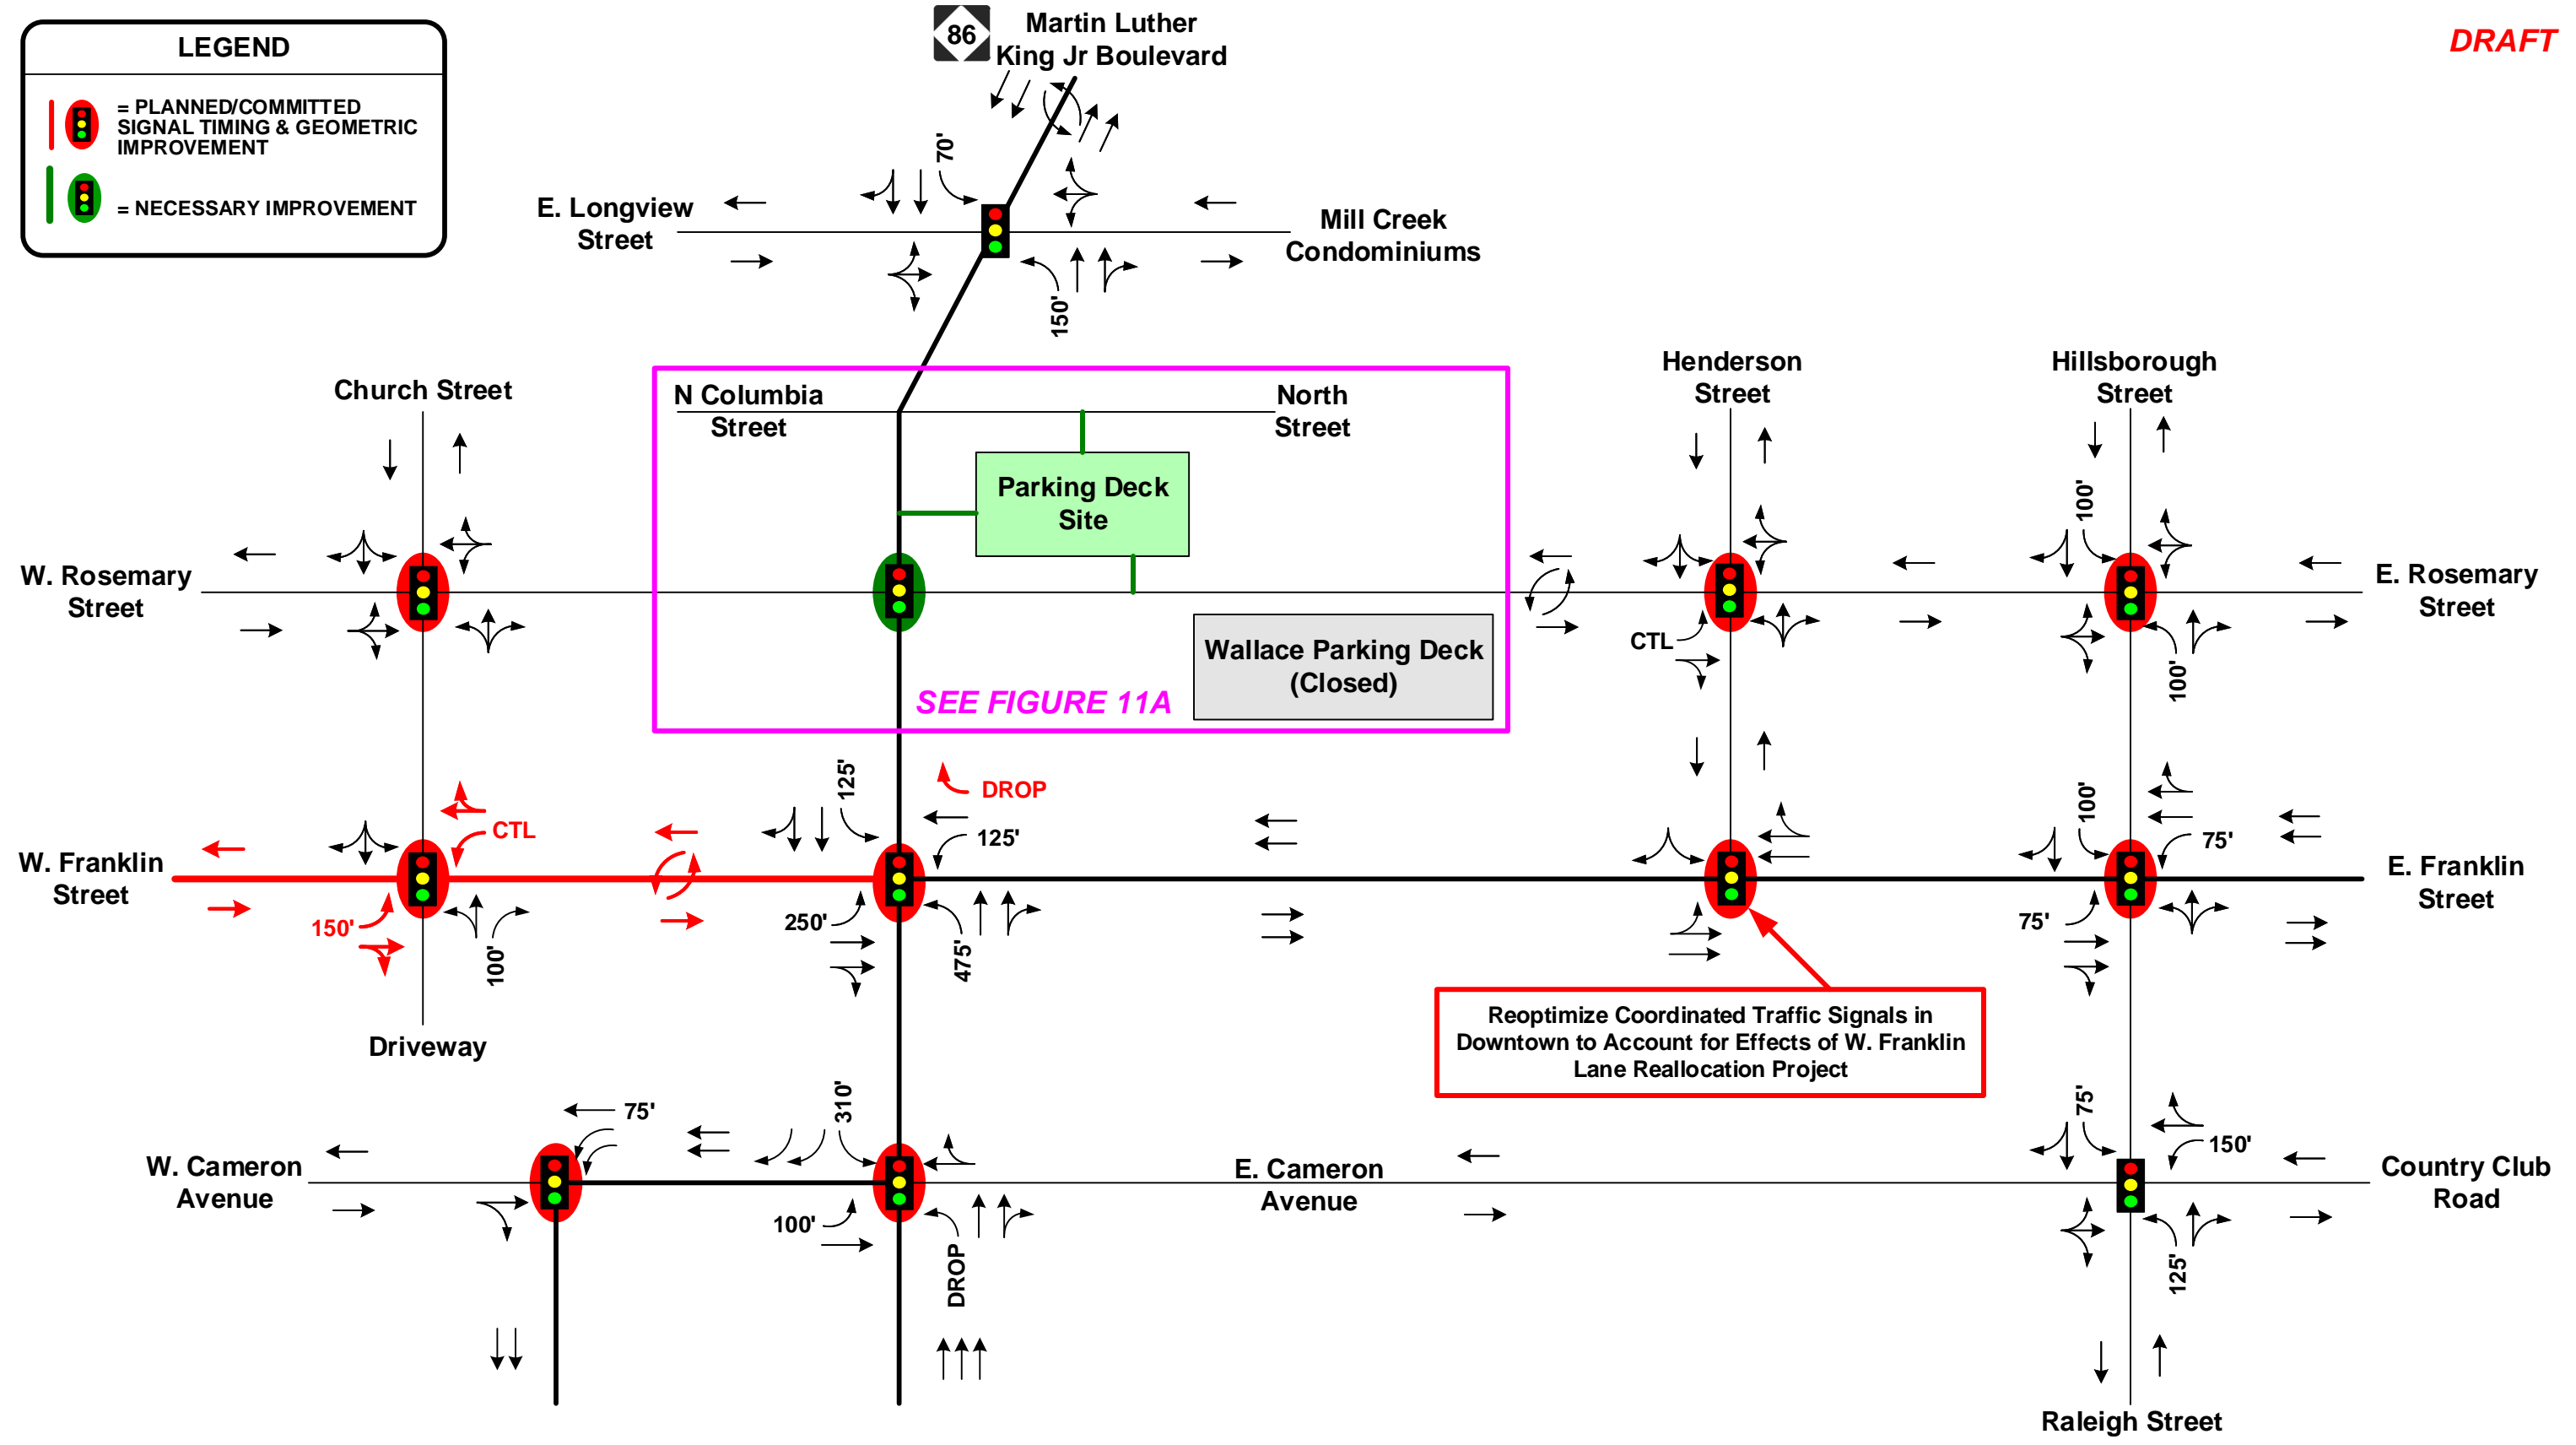 LEGEND
= PLANNED/COMMITTED
SIGNAL TIMING & GEOMETRIC
IMPROVEMENT
= NECESSARY IMPROVEMENT
86
Martin Luther
King Jr Boulevard
DRAFT
70'
E. Longview
Street
Mill Creek
Condominiums
150'
Church Street
N Columbia
Street
North
Street
Henderson
Street
Hillsborough
Street
Parking Deck
Site
100'
W. Rosemary
Street
E. Rosemary
Street
CTL
Wallace Parking Deck
(Closed)
100'
SEE FIGURE 11A
125'
DROP
CTL
125'
100'
75'
W. Franklin
Street
E. Franklin
Street
150'
100'
250'
475'
75'
Reoptimize Coordinated Traffic Signals in
Downtown to Account for Effects of W. Franklin
Lane Reallocation Project
Driveway
75'
310'
75'
150'
W. Cameron
Avenue
E. Cameron
Avenue
Country Club
Road
100'
DROP
125'
Raleigh Street